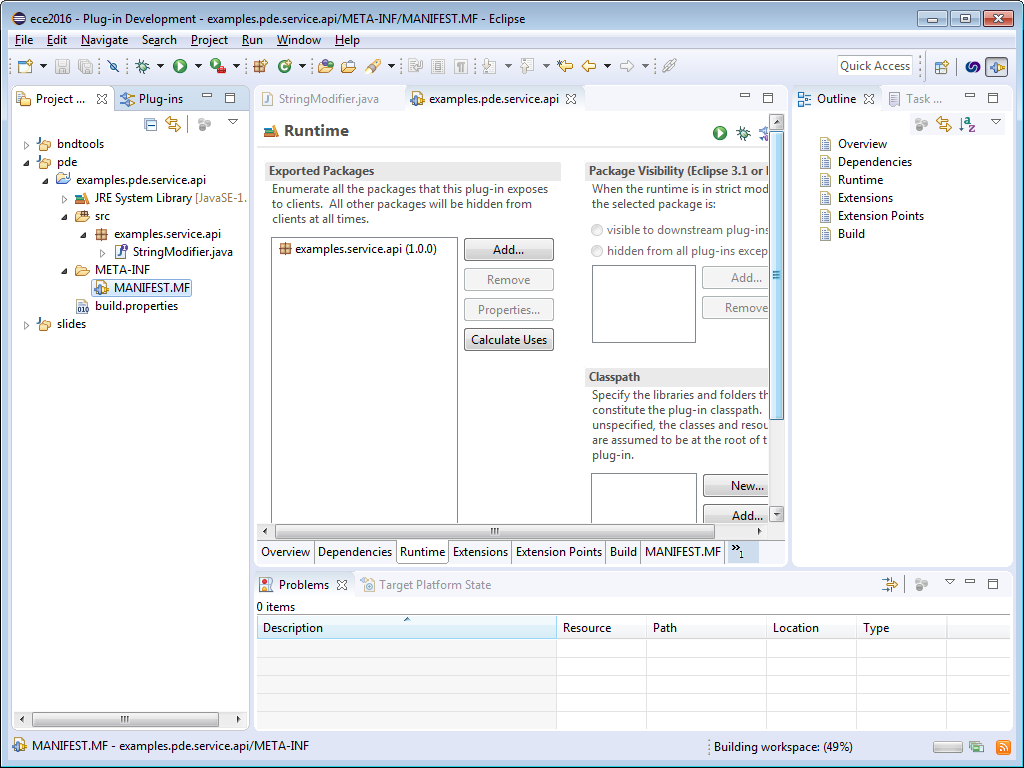 ece2016 - Plug-in Development - examples.pde.service.api/META-INF/MANIFEST.MF - Eclipse
File Edit Navigate Search Project Run Window Help
Quick Access
Project ... Plug-ins
bndtools
pde
examples.pde.service.api
JRE System Library [JavaSE-1.
src
examples.service.api
StringModifier.java
META-INF
MANIFEST.MF
build.properties
slides
StringModifier.java examples.pde.service.api
Runtime
Exported Packages
Enumerate all the packages that this plug-in exposes
to clients. All other packages will be hidden from
clients at all times.
examples.service.api (1.0.0)
Add...
Remove
Properties...
Calculate Uses
Package Visibility (Eclipse 3.1 or
When the runtime is in strict mod
the selected package is:
visible to downstream plug-ins
hidden from all plug-ins excep
Add...
Remove
Classpath
Specify the libraries and folders th
constitute the plug-in classpath.
unspecified, the classes and resou
are assumed to be at the root of t
plug-in.
New...
Add...
Overview Dependencies Runtime Extensions Extension Points Build MANIFEST.MF »1
Outline Task ...
Overview
Dependencies
Runtime
Extensions
Extension Points
Build
Problems Target Platform State
0 items
Description Resource Path Location Type
MANIFEST.MF - examples.pde.service.api/META-INF
Building workspace: (49%)